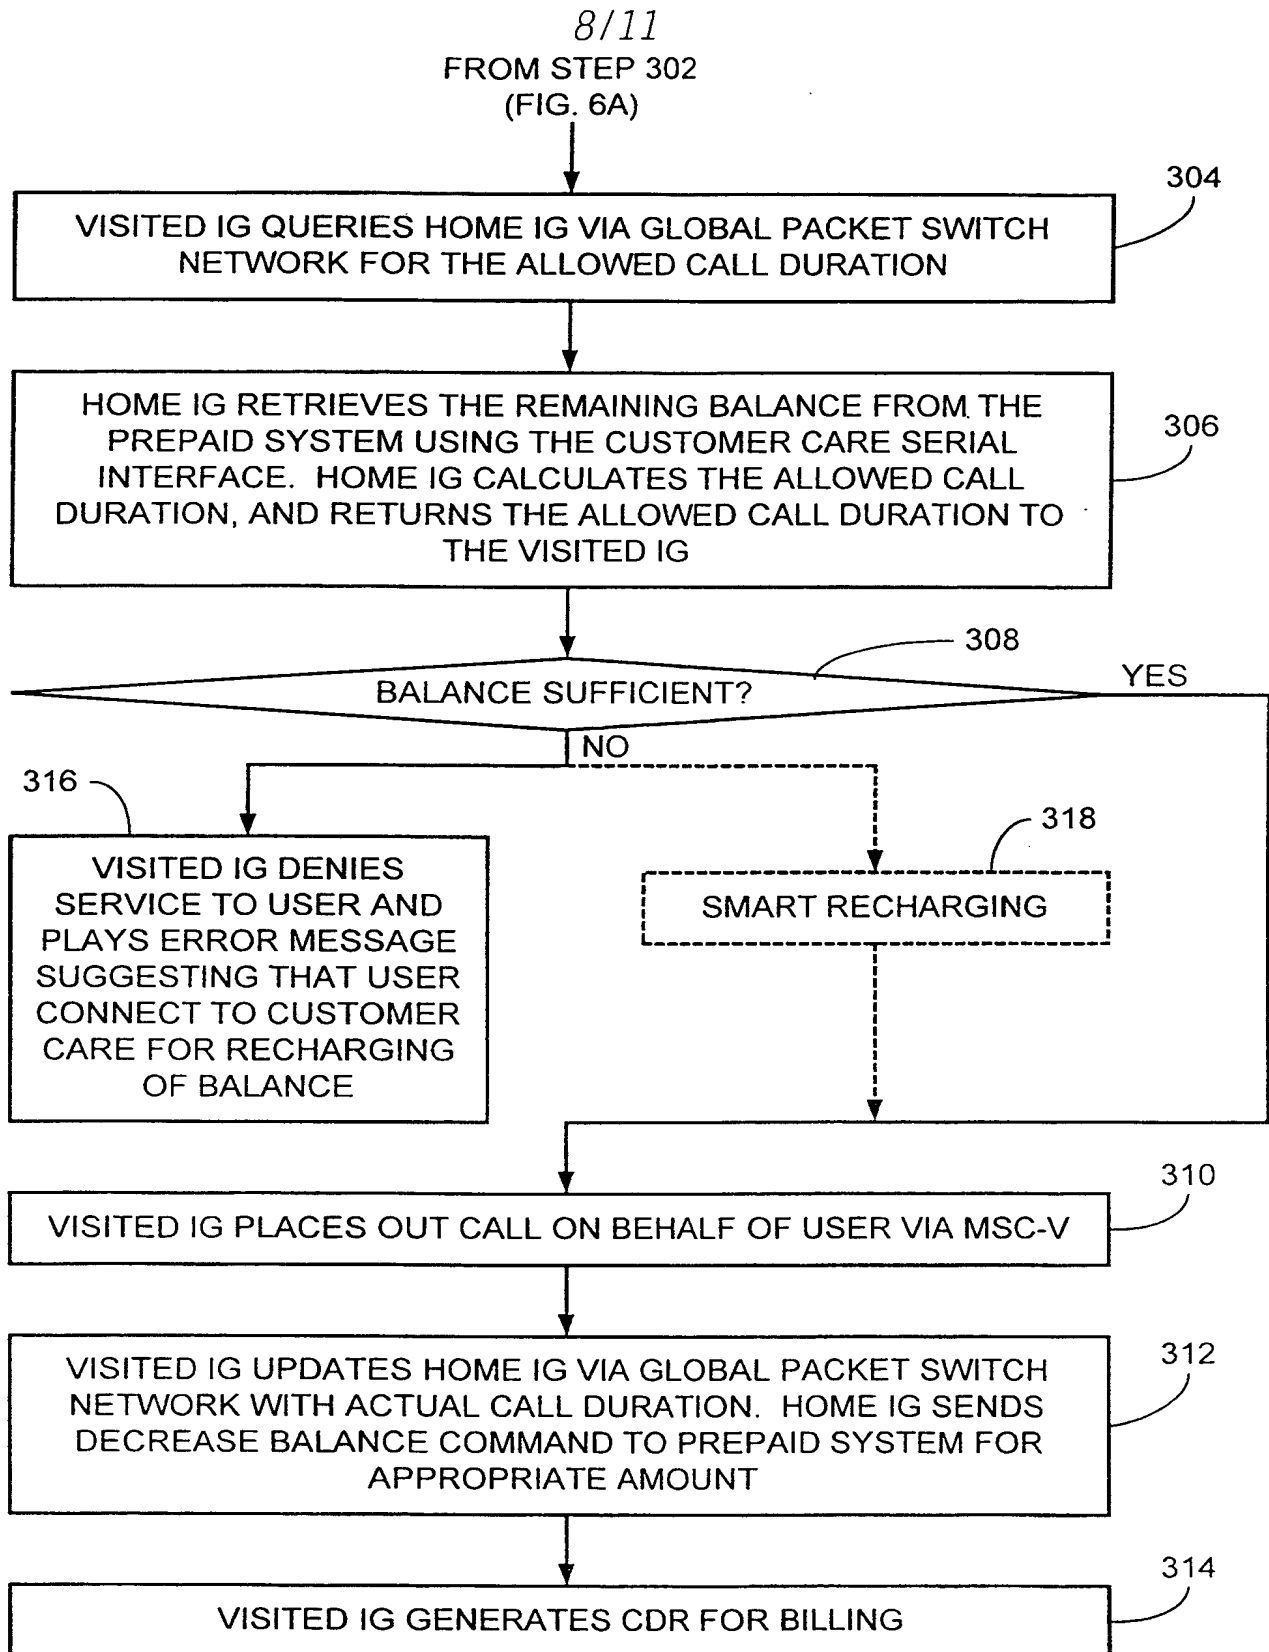 8/11
FROM STEP 302
(FIG. 6A)
304
VISITED IG QUERIES HOME IG VIA GLOBAL PACKET SWITCH
NETWORK FOR THE ALLOWED CALL DURATION
HOME IG RETRIEVES THE REMAINING BALANCE FROM THE
PREPAID SYSTEM USING THE CUSTOMER CARE SERIAL
INTERFACE. HOME IG CALCULATES THE ALLOWED CALL
DURATION, AND RETURNS THE ALLOWED CALL DURATION TO
THE VISITED IG
306
308
BALANCE SUFFICIENT?
YES
NO
316
VISITED IG DENIES
SERVICE TO USER AND
PLAYS ERROR MESSAGE
SUGGESTING THAT USER
CONNECT TO CUSTOMER
CARE FOR RECHARGING
OF BALANCE
318
SMART RECHARGING
310
VISITED IG PLACES OUT CALL ON BEHALF OF USER VIA MSC-V
312
VISITED IG UPDATES HOME IG VIA GLOBAL PACKET SWITCH
NETWORK WITH ACTUAL CALL DURATION. HOME IG SENDS
DECREASE BALANCE COMMAND TO PREPAID SYSTEM FOR
APPROPRIATE AMOUNT
314
VISITED IG GENERATES CDR FOR BILLING